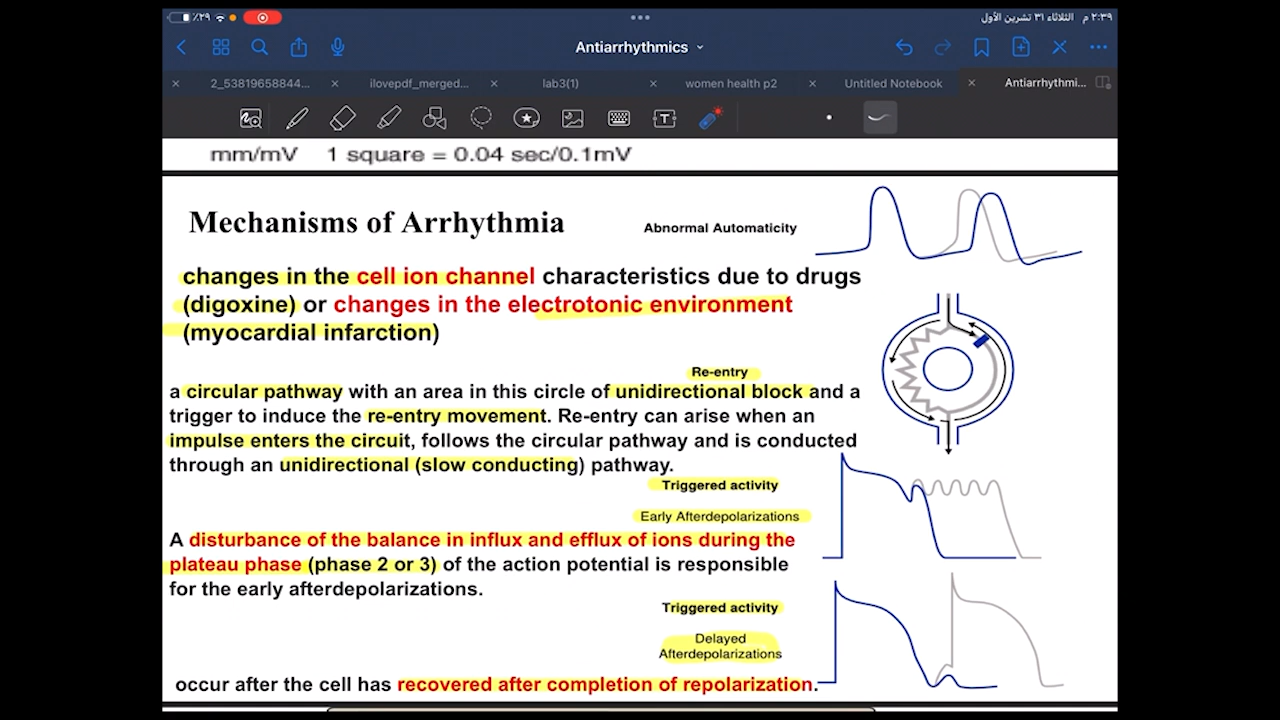 ٪٢٩
٢:٣٩ م الثلاثاء ٣١ تشرين الأول
Antiarrhythmics
2_53819658844...
ilovepdf_merged...
lab3(1)
women health p2
Untitled Notebook
Antiarrhythmi...
mm/mV 1 square = 0.04 sec/0.1mV
Mechanisms of Arrhythmia
Abnormal Automaticity
changes in the cell ion channel characteristics due to drugs
(digoxine) or changes in the electrotonic environment
(myocardial infarction)
Re-entry
a circular pathway with an area in this circle of unidirectional block and a
trigger to induce the re-entry movement. Re-entry can arise when an
impulse enters the circuit, follows the circular pathway and is conducted
through an unidirectional (slow conducting) pathway.
Triggered activity
Early Afterdepolarizations
A disturbance of the balance in influx and efflux of ions during the
plateau phase (phase 2 or 3) of the action potential is responsible
for the early afterdepolarizations.
Triggered activity
Delayed
Afterdepolarizations
occur after the cell has recovered after completion of repolarization.